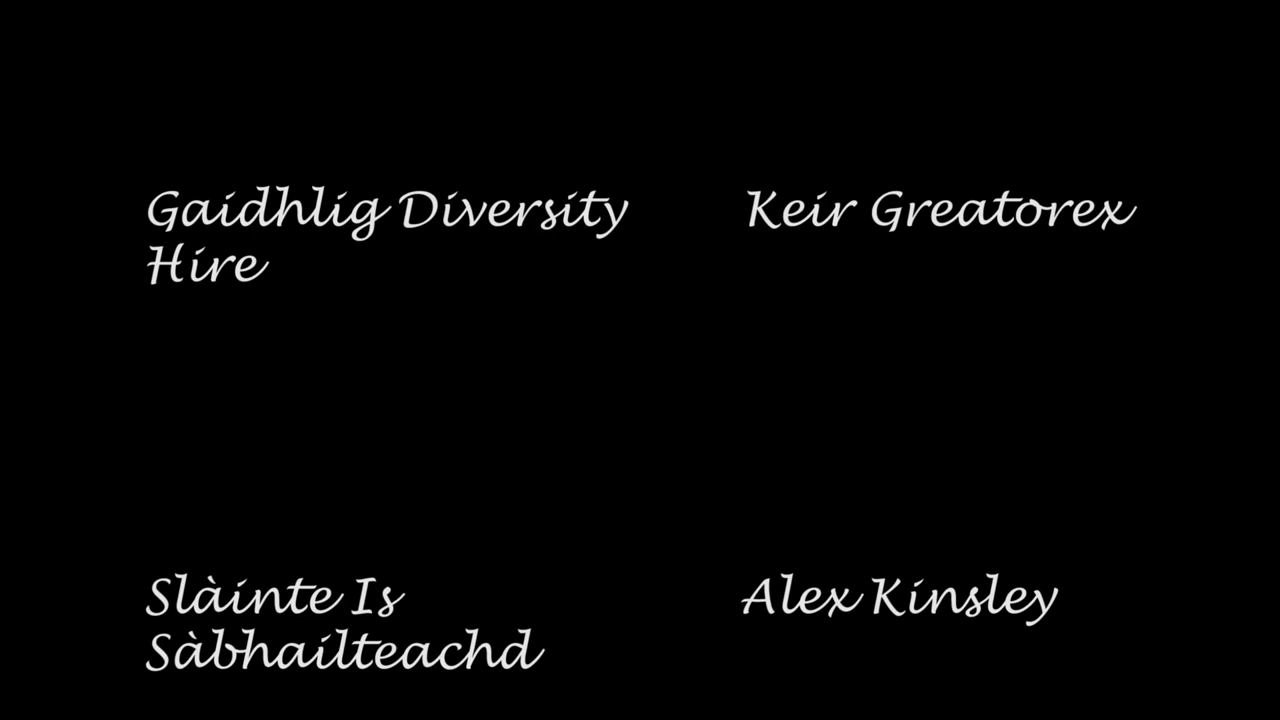 Gaidhlig Diversity Keir Greatorex
Hire
Slàinte Is Alex Kinsley
Sàbhailteachd